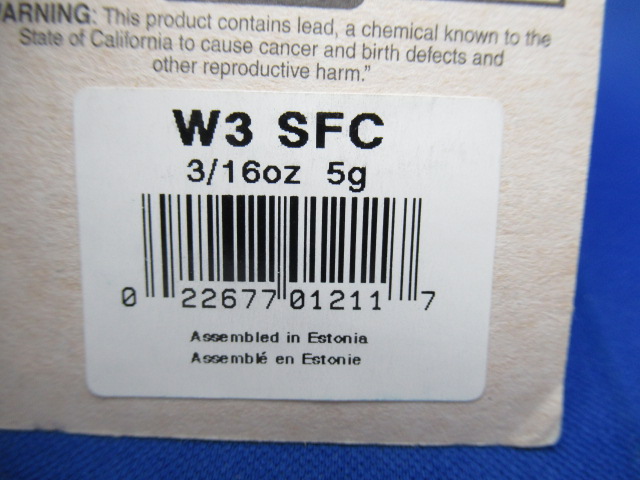 WARNING: This product contains lead, a chemical known to the
State of California to cause cancer and birth defects and
other reproductive harm."
W3 SFC
3/16oz 5g
0 22677 01211 7
Assembled in Estonia
Assemblé en Estonie